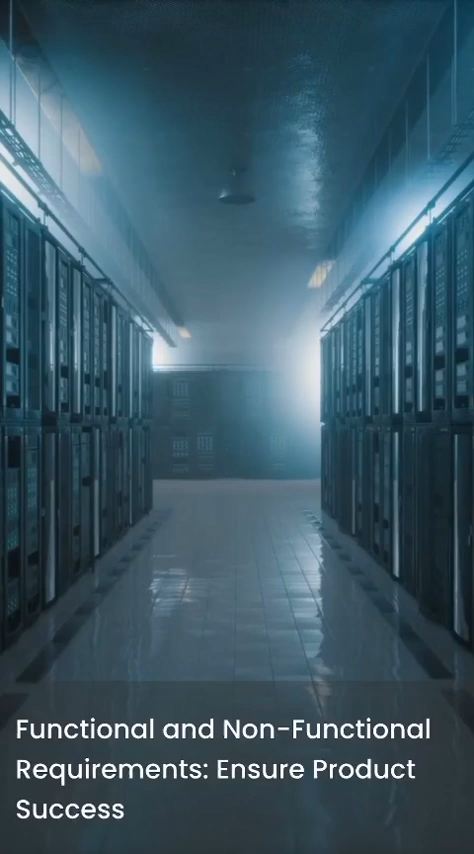 Functional and Non-Functional
Requirements: Ensure Product
Success